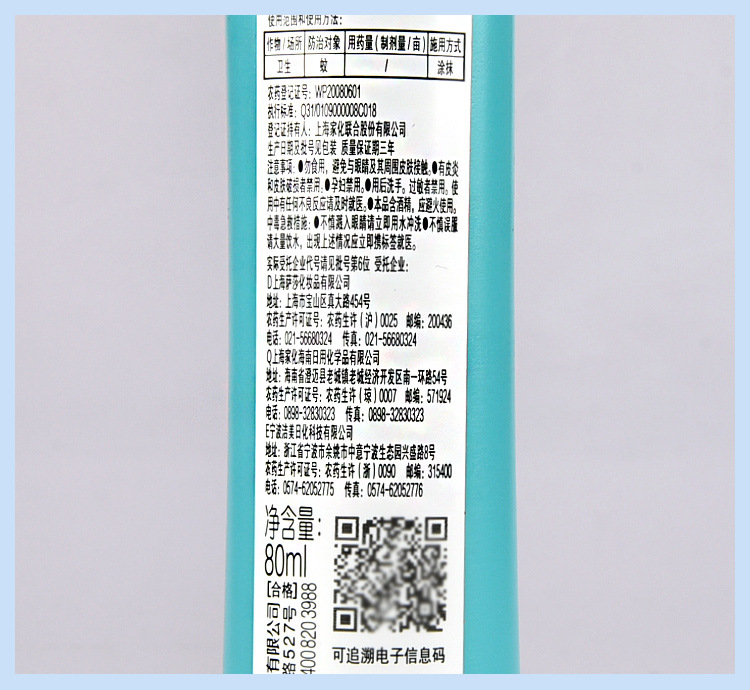 使用范围和使用方法：
作物/场所 防治对象 用药量(制剂量/亩) 施用方式
卫生 蚊 / 涂抹
农药登记证号：WP20080601
执行标准：Q31/0109000008C018
登记证持有人：上海家化联合股份有限公司
生产日期及批号见包装 质量保证期三年
注意事项：●勿食用，避免与眼睛及其周围皮肤接触。●有皮炎
和皮肤破损者禁用。●孕妇禁用。●用后洗手。过敏者禁用。使
用中有任何不良反应请及时就医。●本品含酒精，应避火使用。
中毒急救措施：●不慎溅入眼睛请立即用水冲洗●不慎误服
请大量饮水，出现上述情况应立即携标签就医。
实际受托企业代号请见批号第6位 受托企业：
D上海萨莎化妆品有限公司
地址：上海市宝山区真大路454号
农药生产许可证号：农药生许（沪）0025 邮编：200436
电话：021-56680324 传真：021-56680324
Q上海家化海南日用化学品有限公司
地址：海南省澄迈县老城镇老城经济开发区南一环路54号
农药生产许可证号：农药生许（琼）0007 邮编：571924
电话：0898-32830323 传真：0898-32830323
E宁波洁美日化科技有限公司
地址：浙江省宁波市余姚市中意宁波生态园兴盛路8号
农药生产许可证号：农药生许（浙）0090 邮编：315400
电话：0574-62052775 传真：0574-62052776
净含量：
80ml
[合格]
有限公司
路527号
4008203988
可追溯电子信息码